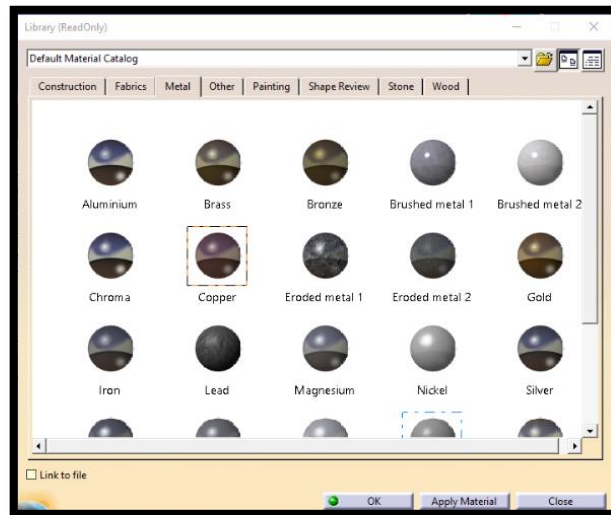 Library (ReadOnly)
Default Material Catalog
Construction Fabrics Metal Other Painting Shape Review Stone Wood
Aluminium Brass Bronze Brushed metal 1 Brushed metal 2
Chroma Copper Eroded metal 1 Eroded metal 2 Gold
Iron Lead Magnesium Nickel Silver
Link to file
OK Apply Material Close